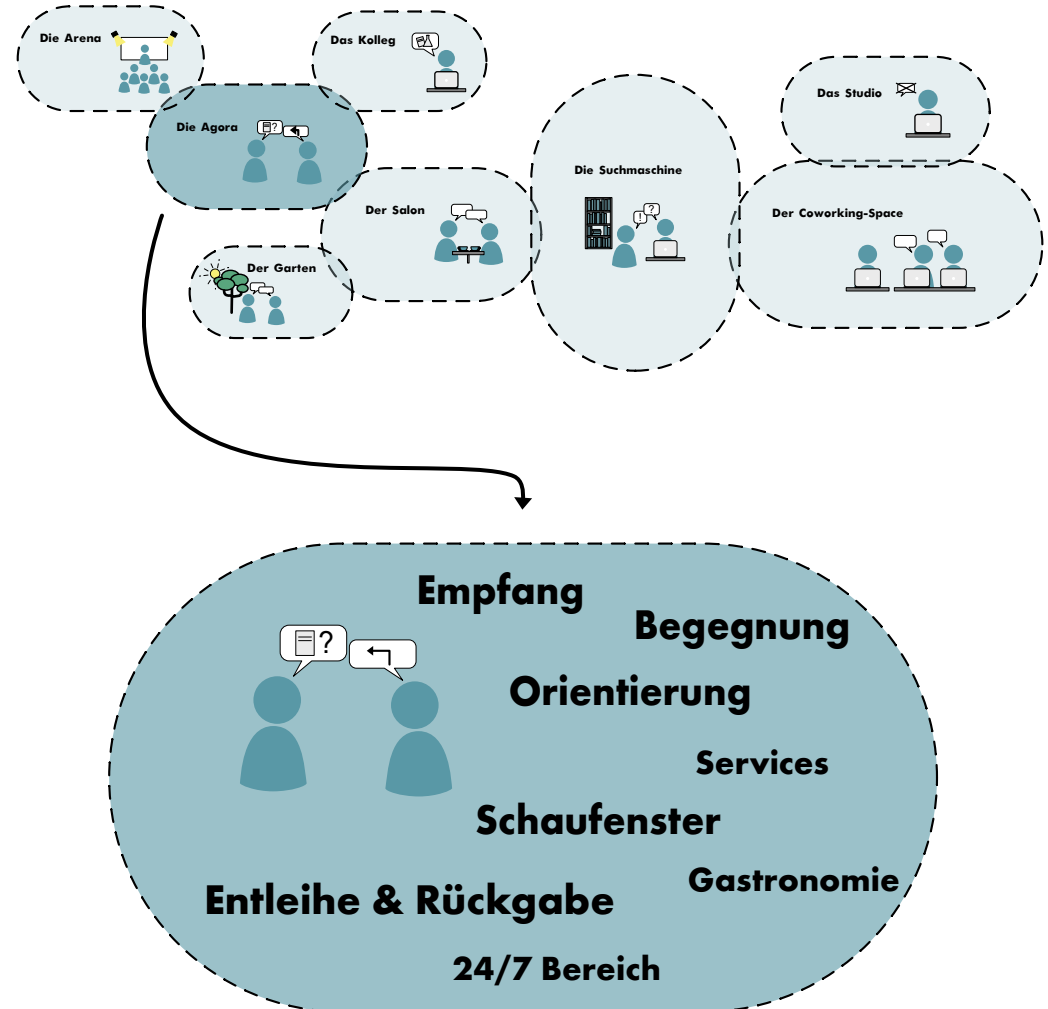 Die Arena
Das Kolleg
Die Agora
?
Das Studio
Die Suchmaschine
! ?
Der Salon
Der Coworking-Space
Der Garten
Empfang
Begegnung
?
Orientierung
Services
Schaufenster
Gastronomie
Entleihe & Rückgabe
24/7 Bereich